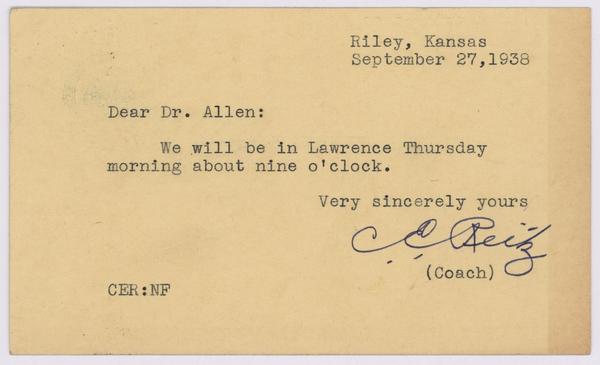 Riley, Kansas
September 27,1938
Dear Dr. Allen:
We will be in Lawrence Thursday
morning about nine o'clock.
Very sincerely yours
C. E. Reitz
(Coach)
CER:NF